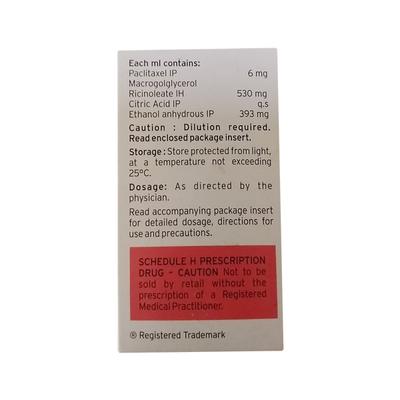 Each ml contains:
Paclitaxel IP 6 mg
Macrogolglycerol
Ricinoleate IH 530 mg
Citric Acid IP q.s
Ethanol anhydrous IP 393 mg
Caution : Dilution required.
Read enclosed package insert.
Storage : Store protected from light,
at a temperature not exceeding
25°C.
Dosage: As directed by the
physician.
Read accompanying package insert
for detailed dosage, directions for
use and precautions.
SCHEDULE H PRESCRIPTION
DRUG - CAUTION Not to be
sold by retail without the
prescription of a Registered
Medical Practitioner.
® Registered Trademark